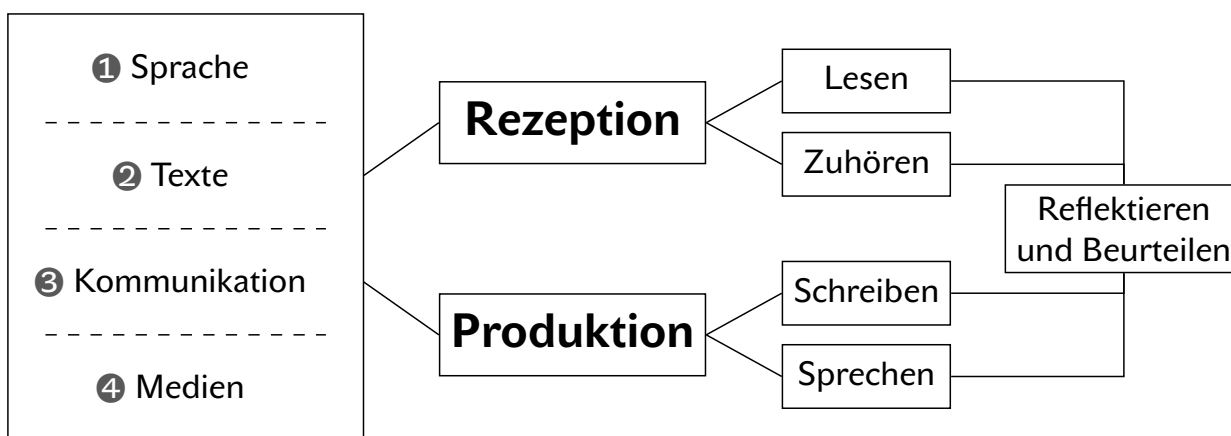 ❶ Sprache
❷ Texte
❸ Kommunikation
❹ Medien
Rezeption
Produktion
Lesen
Zuhören
Schreiben
Sprechen
Reflektieren
und Beurteilen